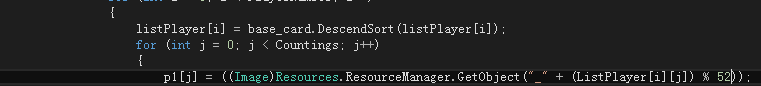 {
listPlayer[i] = base_card.DescendSort(listPlayer[i]);
for (int j = 0; j < Countings; j++)
{
p1[j] = ((Image)Resources.ResourceManager.GetObject("_" + (ListPlayer[i][j]) % 52));